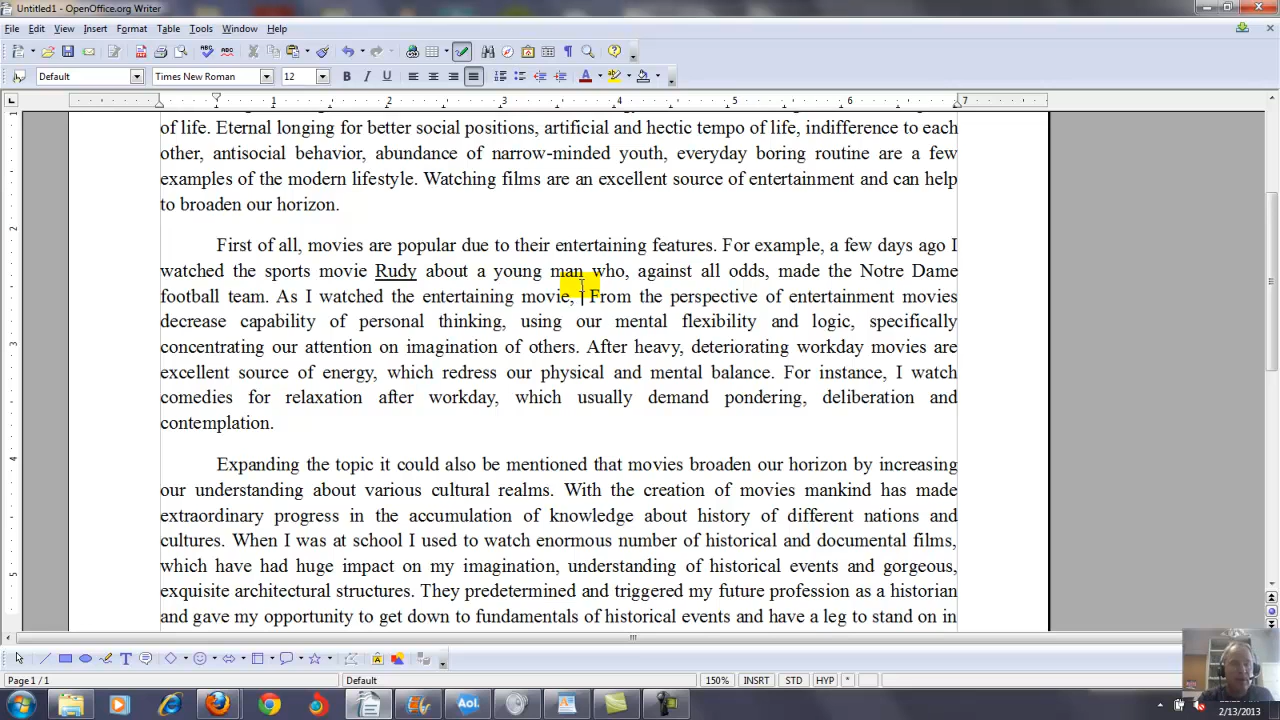 Untitled1 - OpenOffice.org Writer
File Edit View Insert Format Table Tools Window Help
Default Times New Roman 12
1 2 3 4 5 6 7
of life. Eternal longing for better social positions, artificial and hectic tempo of life, indifference to each
other, antisocial behavior, abundance of narrow-minded youth, everyday boring routine are a few
examples of the modern lifestyle. Watching films are an excellent source of entertainment and can help
to broaden our horizon.
First of all, movies are popular due to their entertaining features. For example, a few days ago I
watched the sports movie Rudy about a young man who, against all odds, made the Notre Dame
football team. As I watched the entertaining movie, From the perspective of entertainment movies
decrease capability of personal thinking, using our mental flexibility and logic, specifically
concentrating our attention on imagination of others. After heavy, deteriorating workday movies are
excellent source of energy, which redress our physical and mental balance. For instance, I watch
comedies for relaxation after workday, which usually demand pondering, deliberation and
contemplation.
Expanding the topic it could also be mentioned that movies broaden our horizon by increasing
our understanding about various cultural realms. With the creation of movies mankind has made
extraordinary progress in the accumulation of knowledge about history of different nations and
cultures. When I was at school I used to watch enormous number of historical and documental films,
which have had huge impact on my imagination, understanding of historical events and gorgeous,
exquisite architectural structures. They predetermined and triggered my future profession as a historian
and gave my opportunity to get down to fundamentals of historical events and have a leg to stand on in
Page 1 / 1 Default 150% INSRT STD HYP *
Aol.
2/13/2013